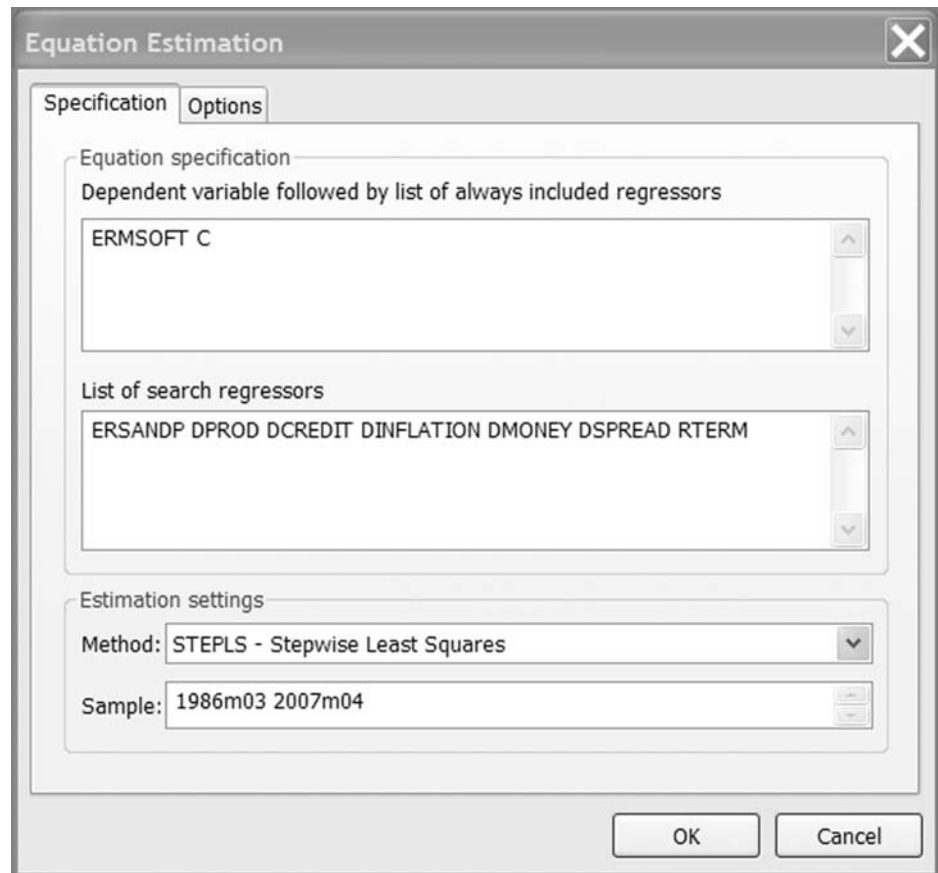 Equation Estimation
Specification
Options
Equation specification
Dependent variable followed by list of always included regressors
ERMSOFT C
List of search regressors
ERSANDP DPROD DCREDIT DINFLATION DMONEY DSPREAD RTERM
Estimation settings
Method: STEPLS - Stepwise Least Squares
Sample: 1986m03 2007m04
OK
Cancel